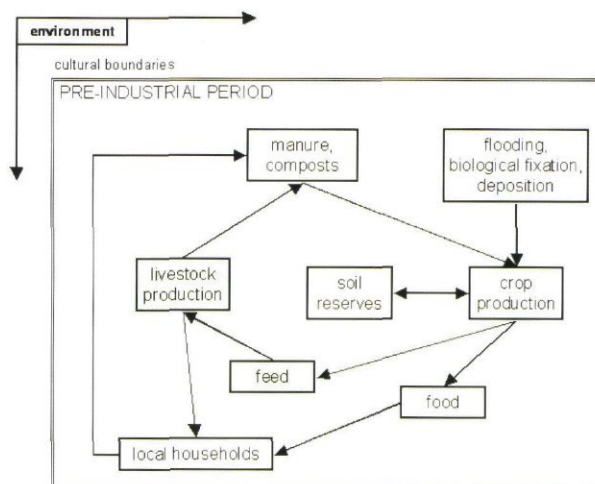 environment
cultural boundaries
PRE-INDUSTRIAL PERIOD
manure,
composts
flooding,
biological fixation,
deposition
livestock
production
soil
reserves
crop
production
feed
food
local households